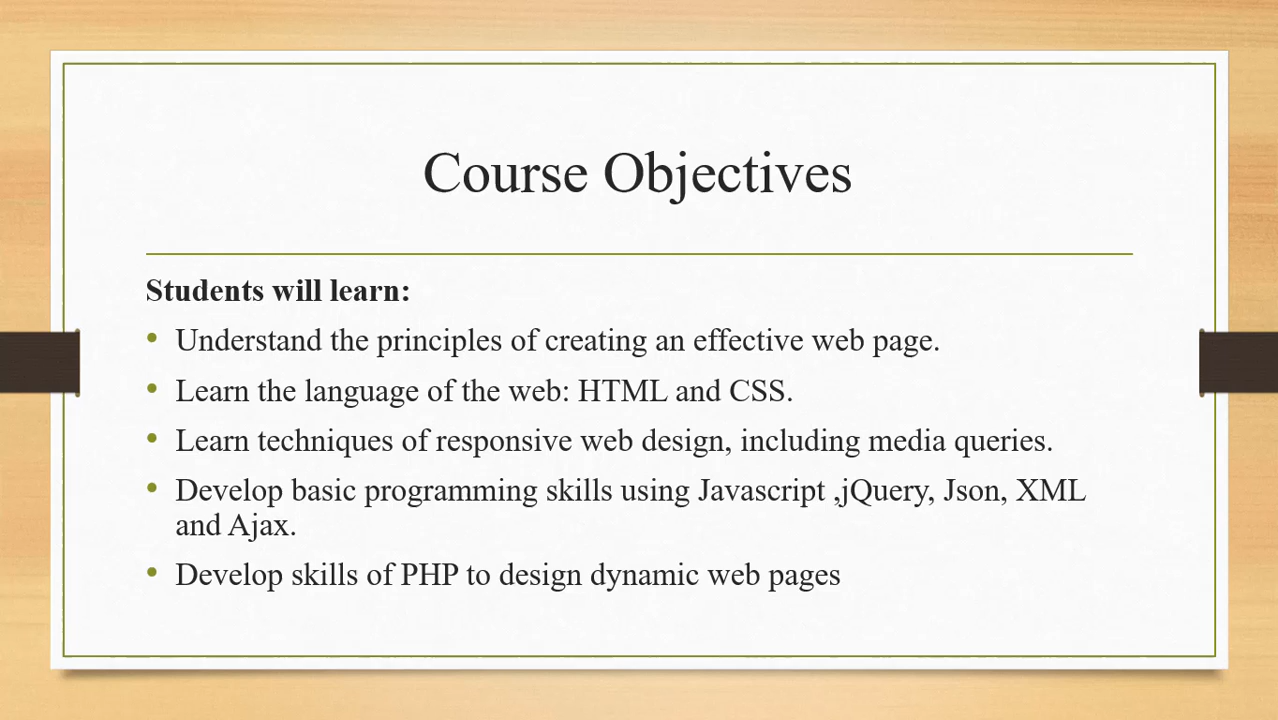 Course Objectives
Students will learn:
• Understand the principles of creating an effective web page.
• Learn the language of the web: HTML and CSS.
• Learn techniques of responsive web design, including media queries.
• Develop basic programming skills using Javascript ,jQuery, Json, XML
and Ajax.
• Develop skills of PHP to design dynamic web pages